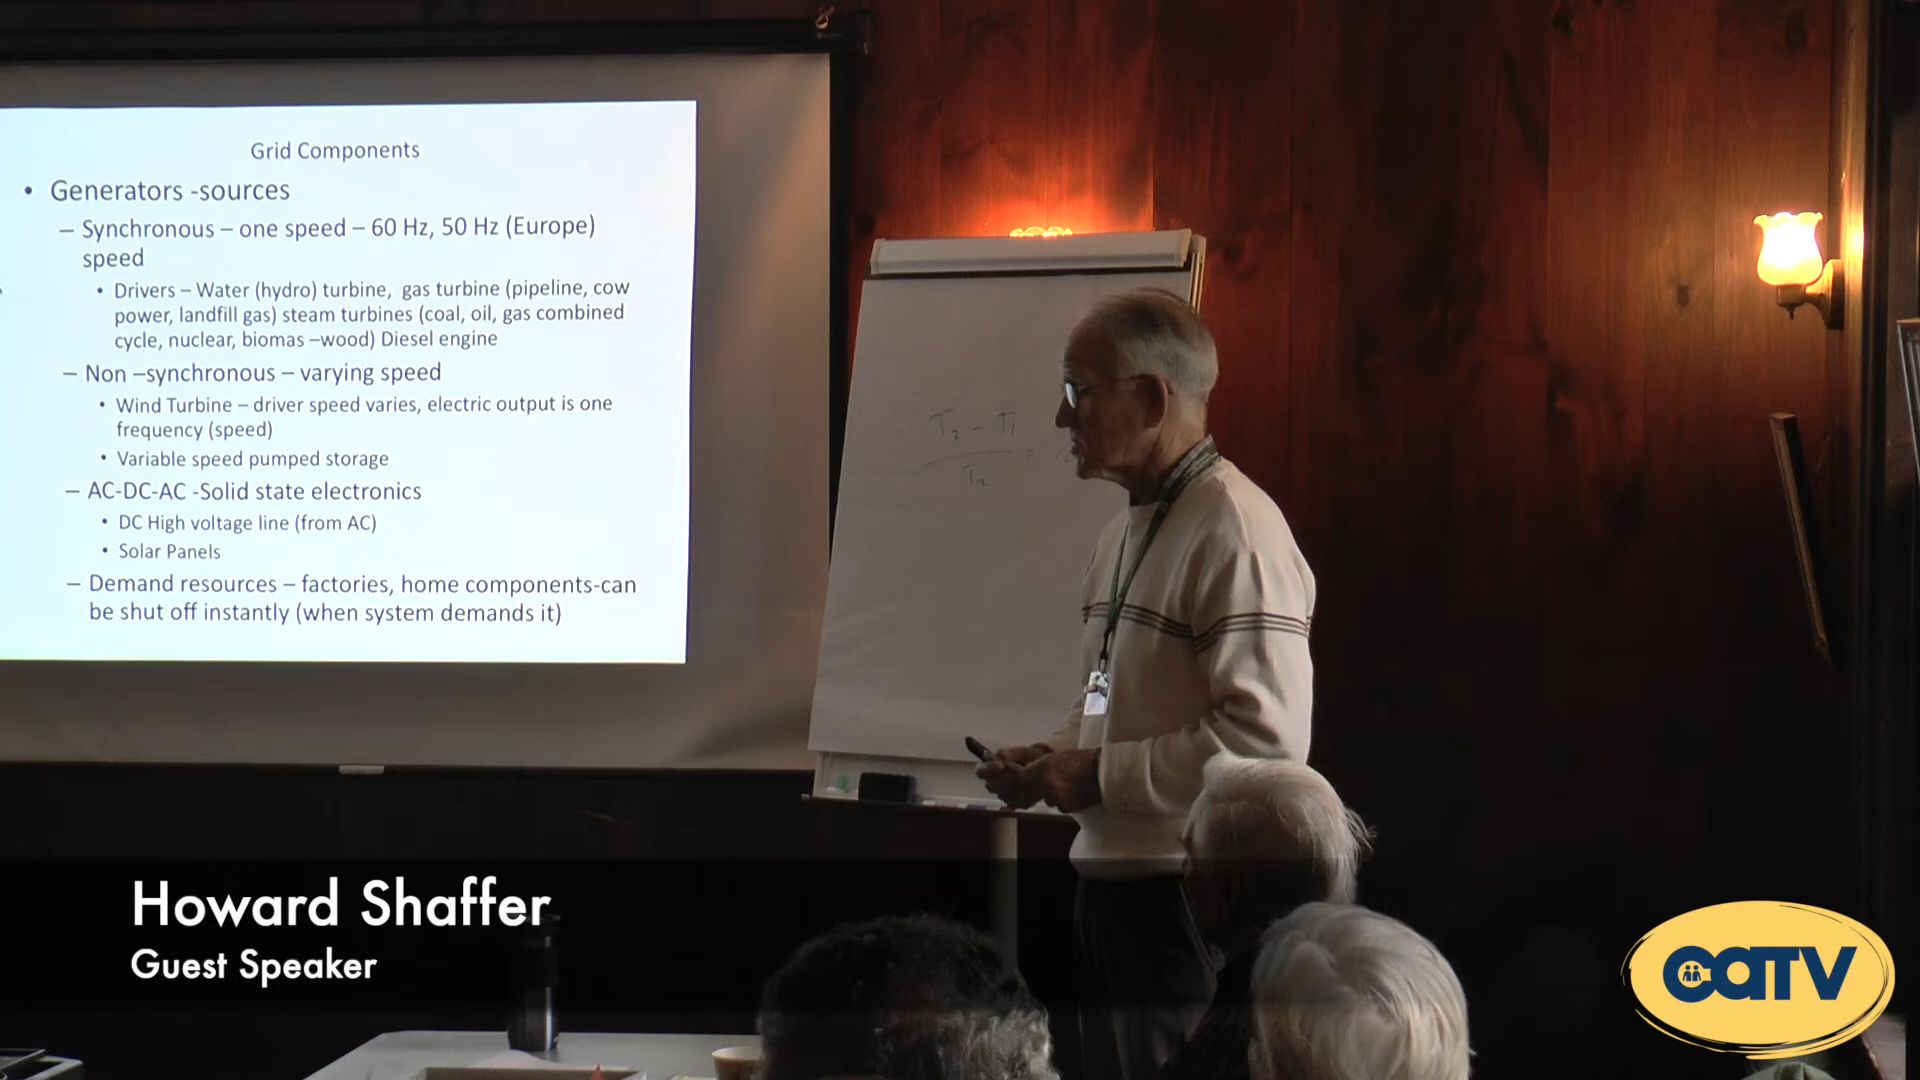 Grid Components
• Generators -sources
– Synchronous – one speed – 60 Hz, 50 Hz (Europe)
speed
• Drivers – Water (hydro) turbine, gas turbine (pipeline, cow
power, landfill gas) steam turbines (coal, oil, gas combined
cycle, nuclear, biomas –wood) Diesel engine
– Non –synchronous – varying speed
• Wind Turbine – driver speed varies, electric output is one
frequency (speed)
• Variable speed pumped storage
– AC-DC-AC -Solid state electronics
• DC High voltage line (from AC)
• Solar Panels
– Demand resources – factories, home components-can
be shut off instantly (when system demands it)
T2 - T1
T2 =
Howard Shaffer
Guest Speaker
CATV